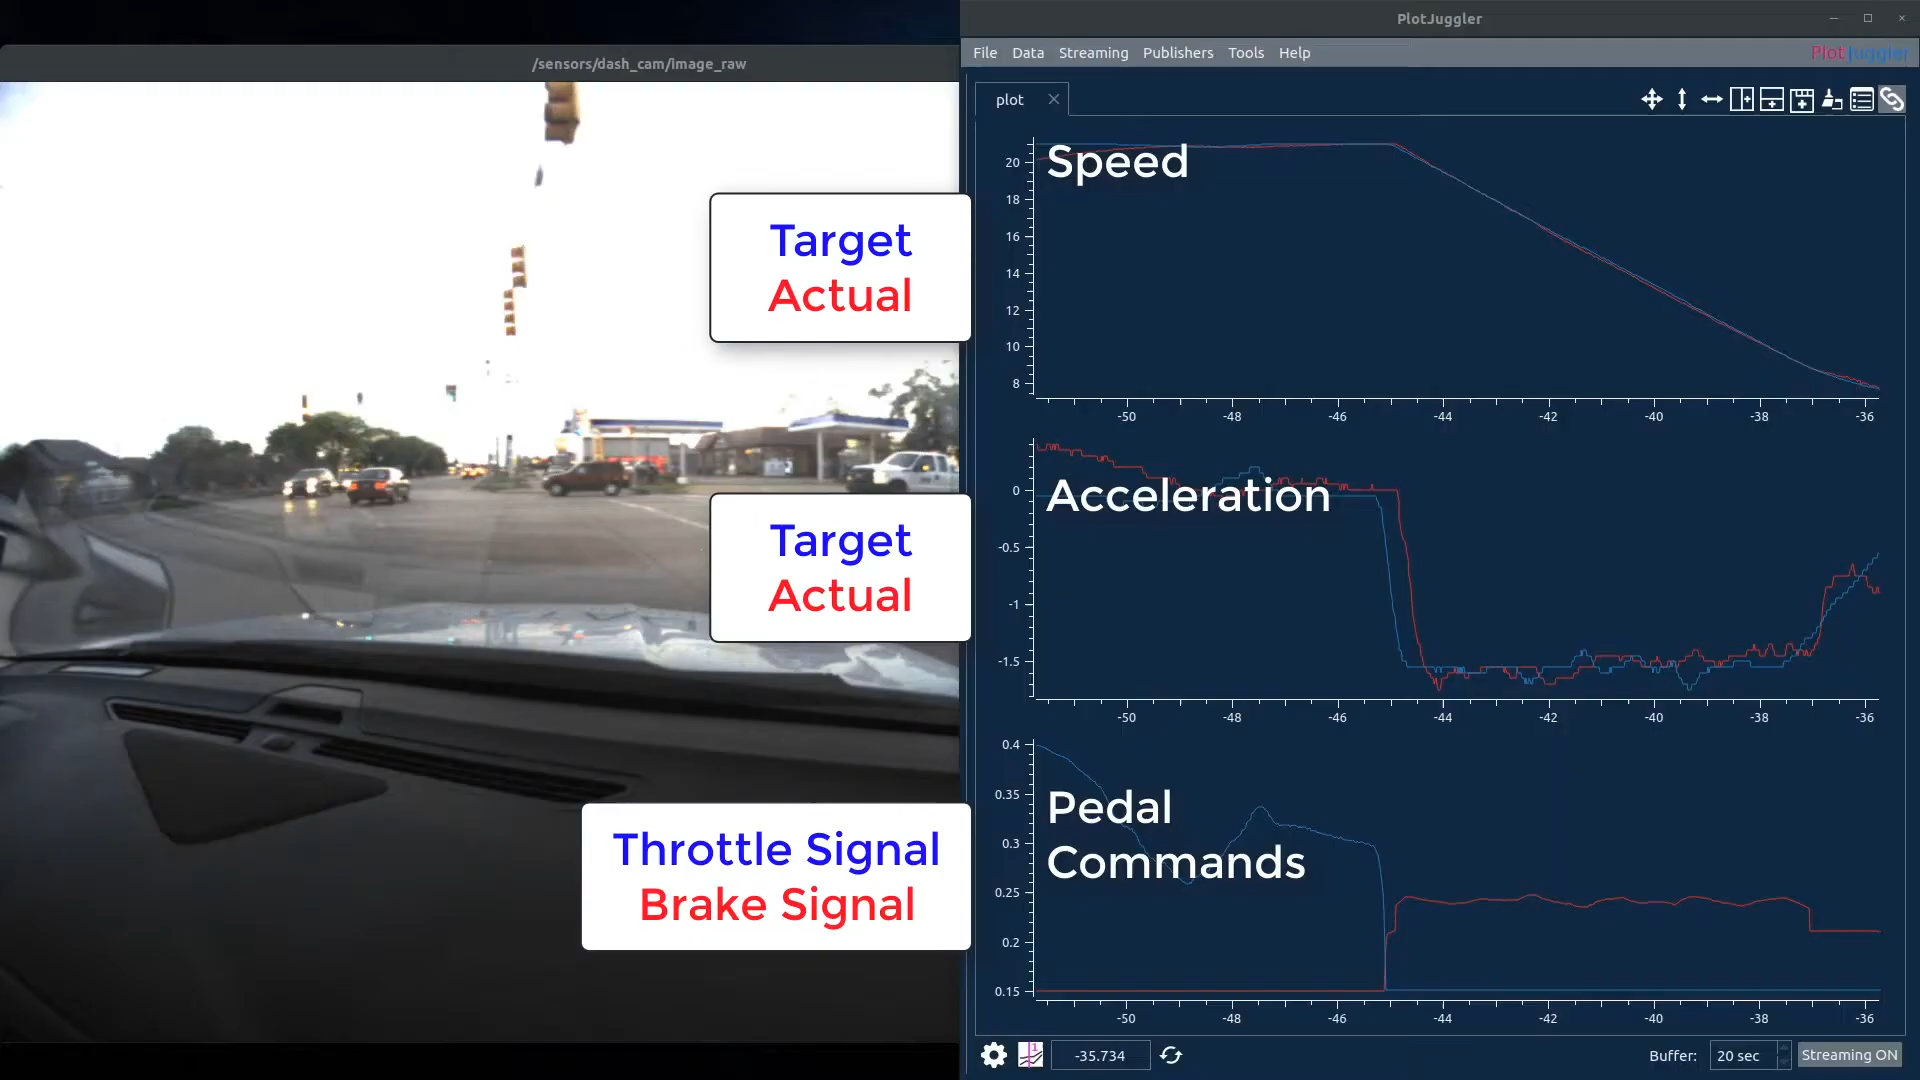 /sensors/dash_cam/image_raw
Target
Actual
Target
Actual
Throttle Signal
Brake Signal
PlotJuggler
File Data Streaming Publishers Tools Help
PlotJuggler
plot
Speed
20
18
16
14
12
10
8
-50 -48 -46 -44 -42 -40 -38 -36
Acceleration
0
-0.5
-1
-1.5
-50 -48 -46 -44 -42 -40 -38 -36
Pedal
Commands
0.4
0.35
0.3
0.25
0.2
0.15
-50 -48 -46 -44 -42 -40 -38 -36
-35.734
Buffer: 20 sec Streaming ON